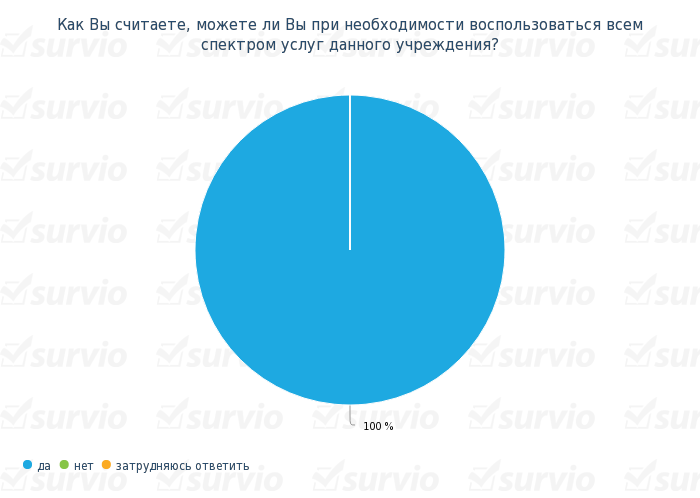 Как Вы считаете, можете ли Вы при необходимости воспользоваться всем
спектром услуг данного учреждения?
100 %
да нет затрудняюсь ответить
survio